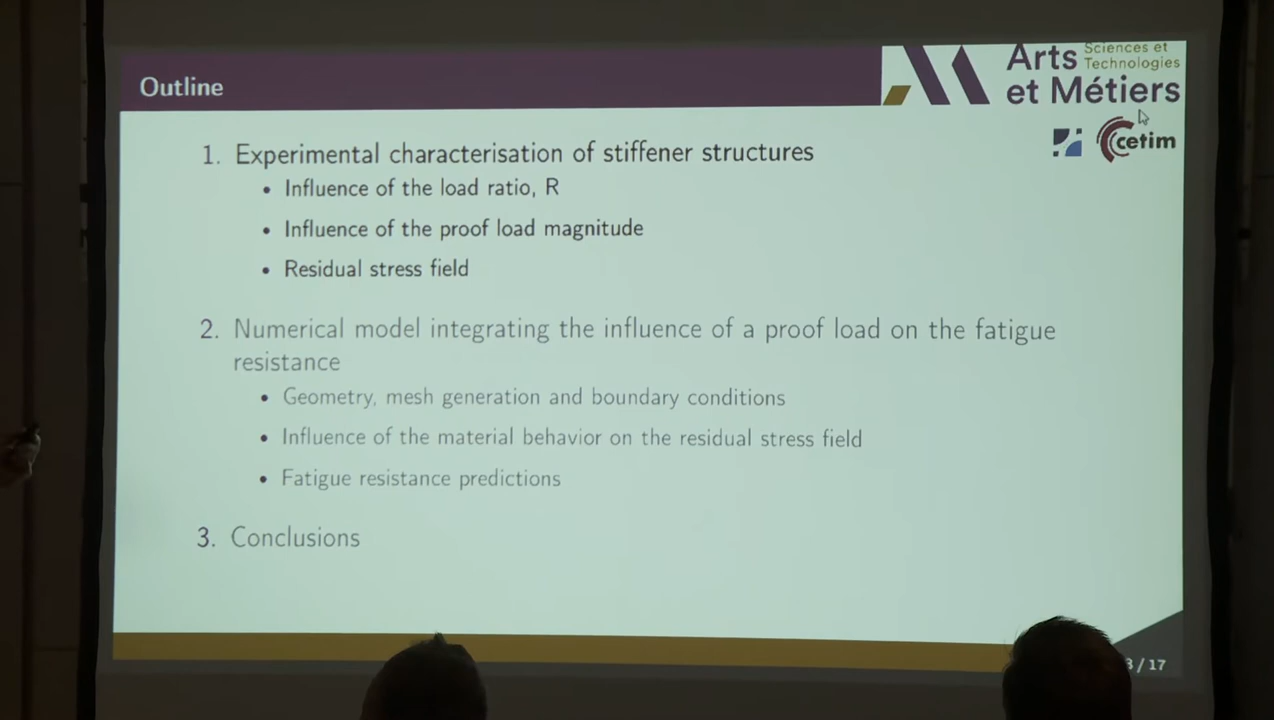 Outline
Arts Sciences et Technologies
et Métiers
cetim
1. Experimental characterisation of stiffener structures
• Influence of the load ratio, R
• Influence of the proof load magnitude
• Residual stress field
2. Numerical model integrating the influence of a proof load on the fatigue
resistance
• Geometry, mesh generation and boundary conditions
• Influence of the material behavior on the residual stress field
• Fatigue resistance predictions
3. Conclusions
3 / 17